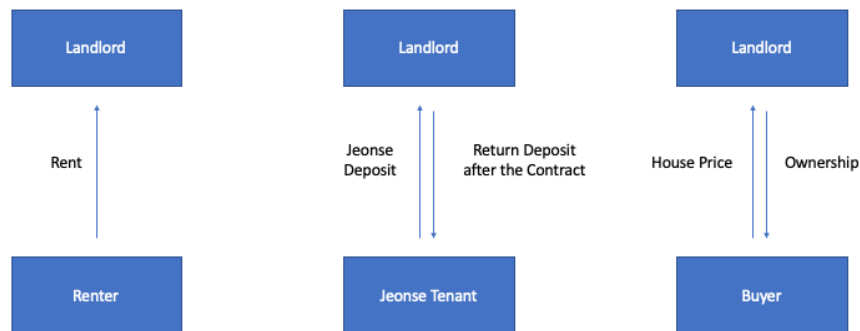 Landlord
Landlord
Landlord
Rent
Jeonse
Deposit
Return Deposit
after the Contract
House Price
Ownership
Renter
Jeonse Tenant
Buyer